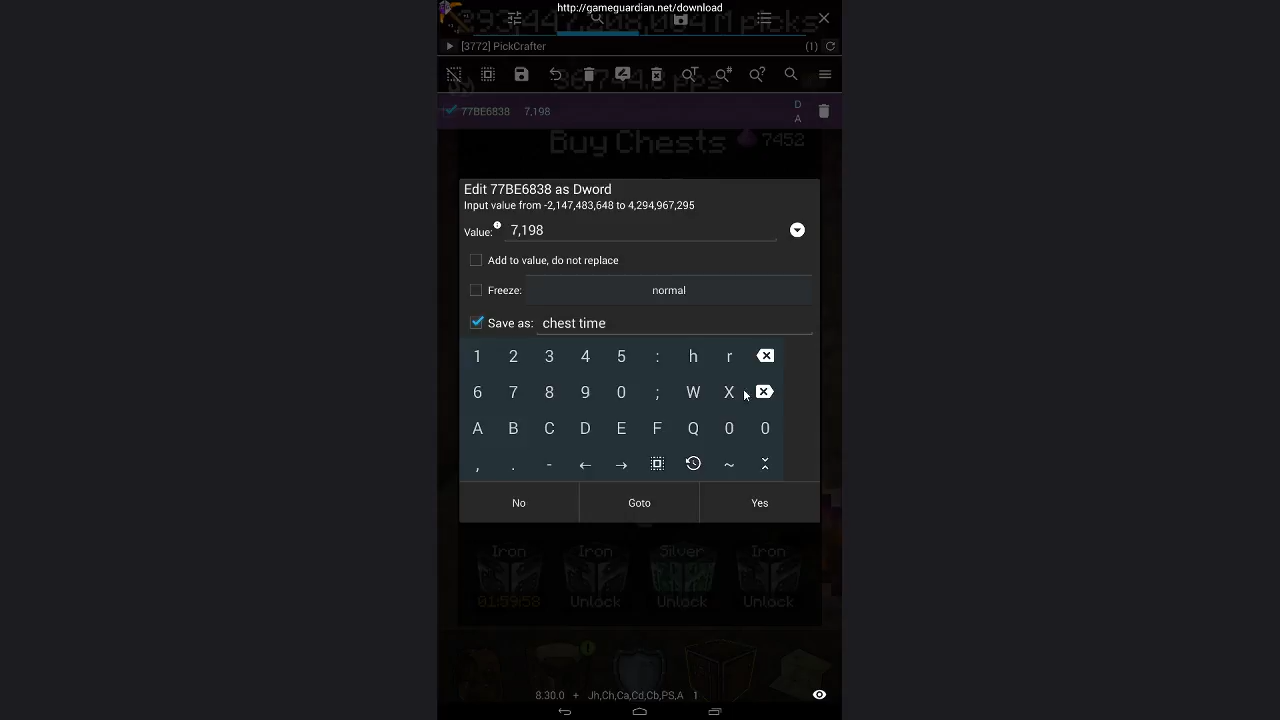 http://gameguardian.net/download
[3772] PickCrafter (1)
77BE6838 7,198 D
A
Buy Chests 7452
Edit 77BE6838 as Dword
Input value from -2,147,483,648 to 4,294,967,295
Value: 7,198
Add to value, do not replace
Freeze: normal
Save as: chest time
1 2 3 4 5 : h r
6 7 8 9 0 ; W X
A B C D E F Q 0 0
, . - ← → ~
No Goto Yes
Iron Iron Silver Iron
01:59:58 Unlock Unlock Unlock
8.30.0 + Jh,Ch,Ca,Cd,Cb,PS,A 1